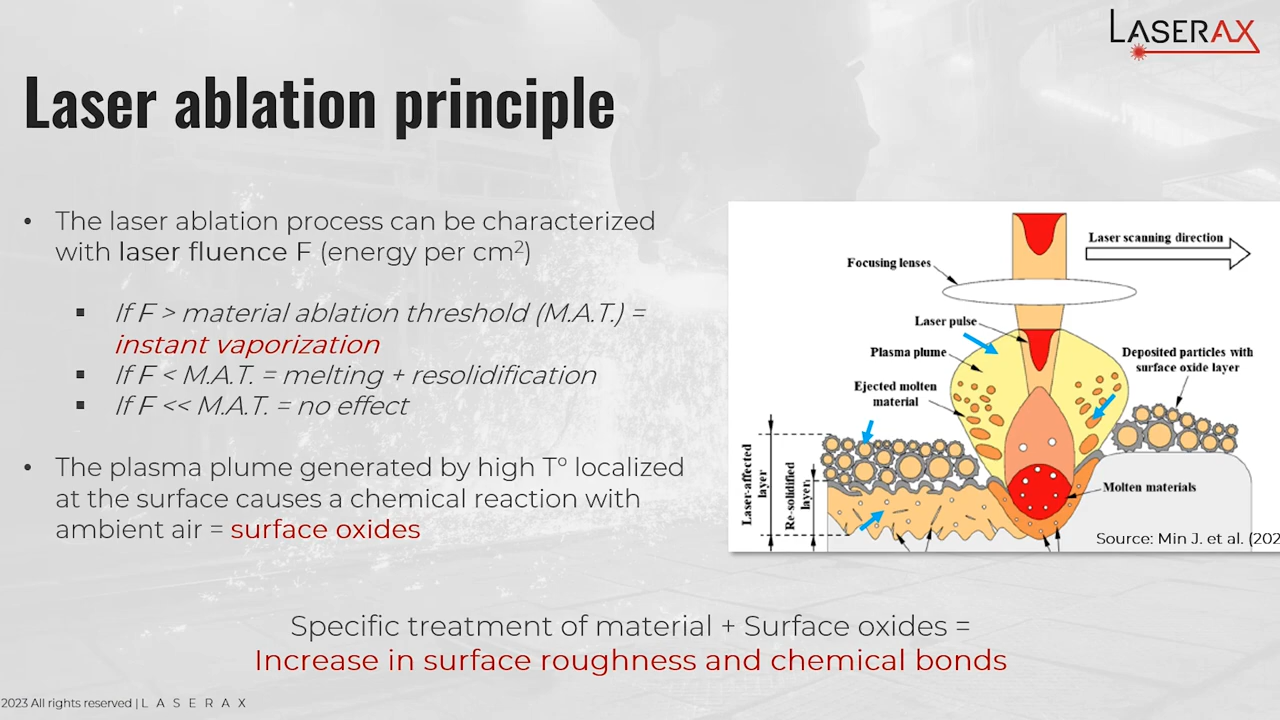 LASERAX
Laser ablation principle
• The laser ablation process can be characterized
with laser fluence F (energy per cm²)
▪ If F > material ablation threshold (M.A.T.) =
instant vaporization
▪ If F < M.A.T. = melting + resolidification
▪ If F << M.A.T. = no effect
• The plasma plume generated by high T° localized
at the surface causes a chemical reaction with
ambient air = surface oxides
Laser scanning direction
Focusing lenses
Laser pulse
Plasma plume
Deposited particles with
surface oxide layer
Ejected molten
material
Laser-affected
layer
Re-solidified
layer
Molten materials
Source: Min J. et al. (202
Specific treatment of material + Surface oxides =
Increase in surface roughness and chemical bonds
2023 All rights reserved | LASERAX